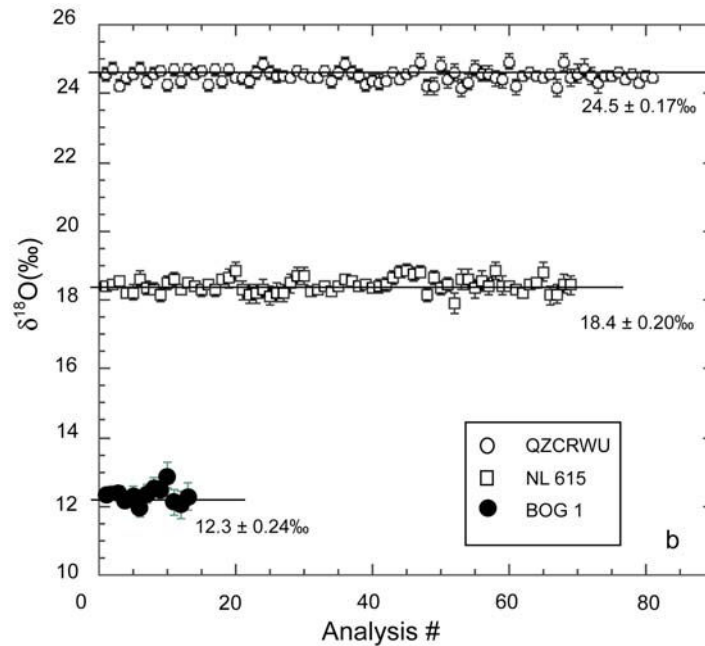 26
24
22
20
18
16
14
12
10
δ¹⁸O(‰)
24.5 ± 0.17‰
18.4 ± 0.20‰
12.3 ± 0.24‰
QZCRWU
NL 615
BOG 1
b
0 20 40 60 80
Analysis #